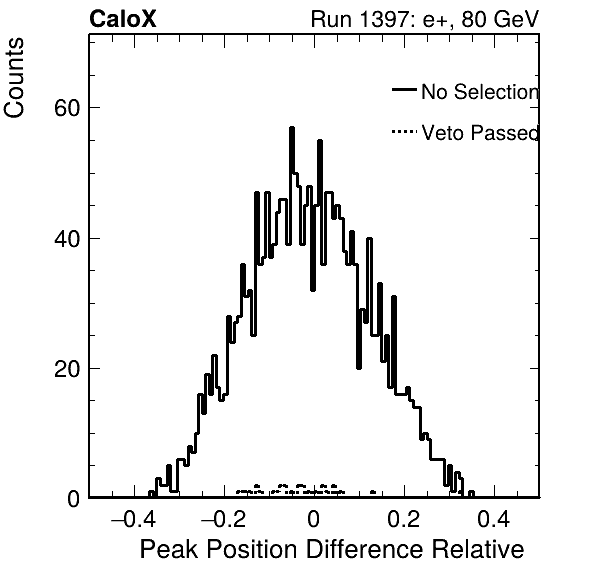 CaloX Run 1397: e+, 80 GeV
Counts
No Selection
Veto Passed
60
40
20
0
−0.4 −0.2 0 0.2 0.4
Peak Position Difference Relative